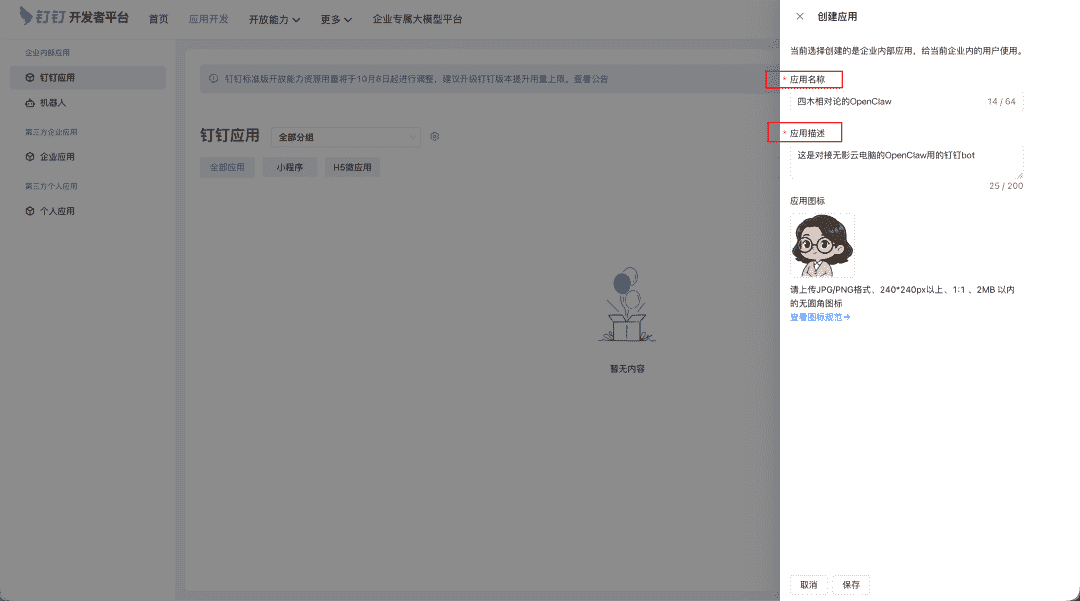 钉钉 开发者平台
首页
应用开发
开放能力
更多
企业专属大模型平台
企业内部应用
钉钉应用
机器人
第三方企业应用
企业应用
第三方个人应用
个人应用
钉钉标准版开放能力资源用量将于10月8日起进行调整，建议升级钉钉版本提升用量上限。查看公告
钉钉应用
全部分组
全部应用
小程序
H5微应用
暂无内容
创建应用
当前选择创建的是企业内部应用，给当前企业内的用户使用。
* 应用名称
四木相对论的OpenClaw
14 / 64
* 应用描述
这是对接无影云电脑的OpenClaw用的钉钉bot
25 / 200
应用图标
请上传JPG/PNG格式、240*240px以上、1:1 、2MB 以内
的无圆角图标
查看图标规范
取消
保存